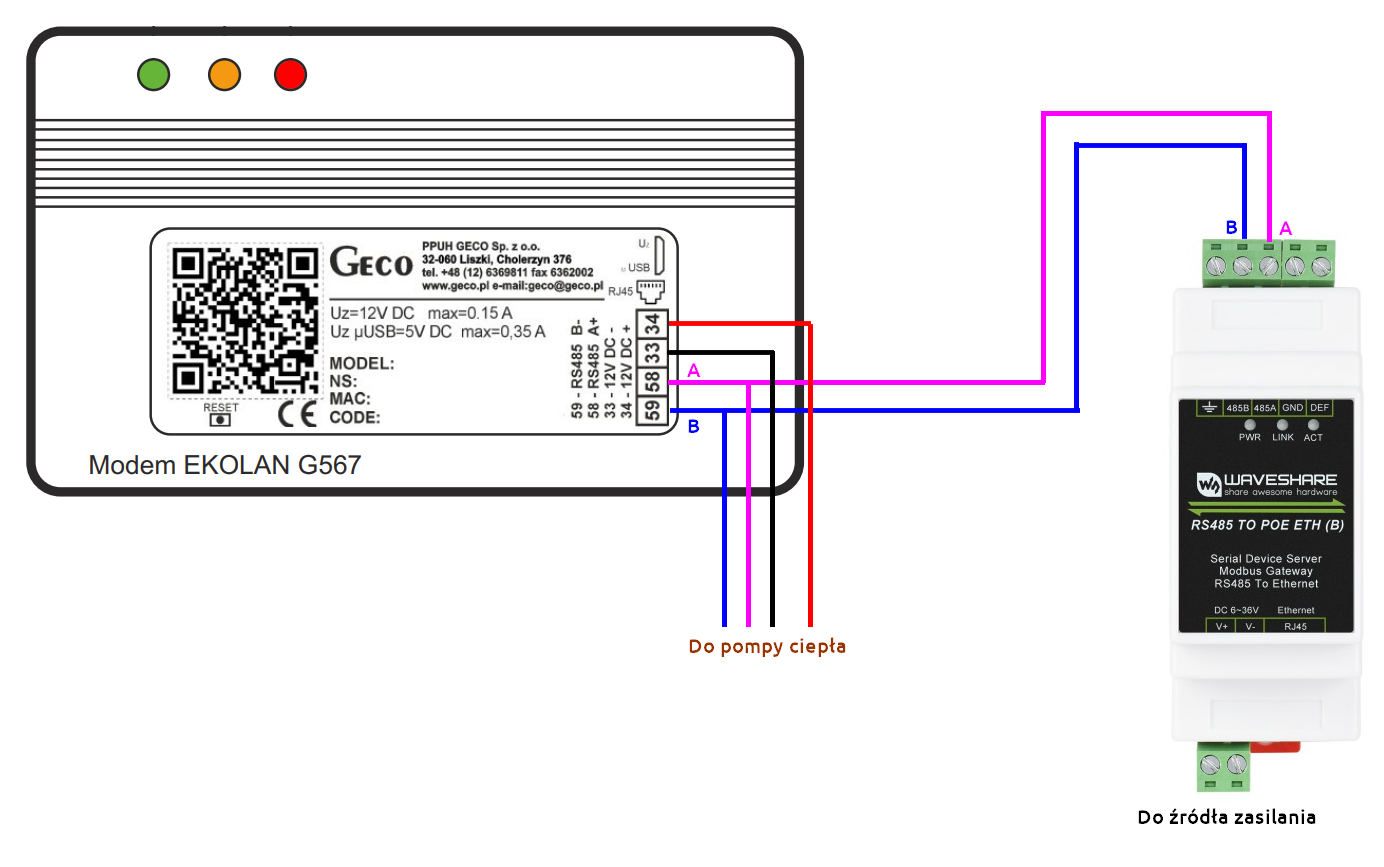 GECO
PPUH GECO Sp. z o.o.
32-060 Liszki, Cholerzyn 376
tel. +48 (12) 6369811 fax 6362002
www.geco.pl e-mail:geco@geco.pl
Uz
USB
RJ45
Uz=12V DC max=0.15 A
Uz µUSB=5V DC max=0,35 A
MODEL:
NS:
MAC:
CODE:
RESET
CE
59 - RS485 B-
58 - RS485 A+
33 - 12V DC -
34 - 12V DC +
34
33
58
59
A
B
Modem EKOLAN G567
Do pompy ciepła
B
A
485B 485A GND DEF
PWR LINK ACT
WAVESHARE
share awesome hardware
RS485 TO POE ETH (B)
Serial Device Server
Modbus Gateway
RS485 To Ethernet
DC 6~36V Ethernet
V+ V- RJ45
Do źródła zasilania